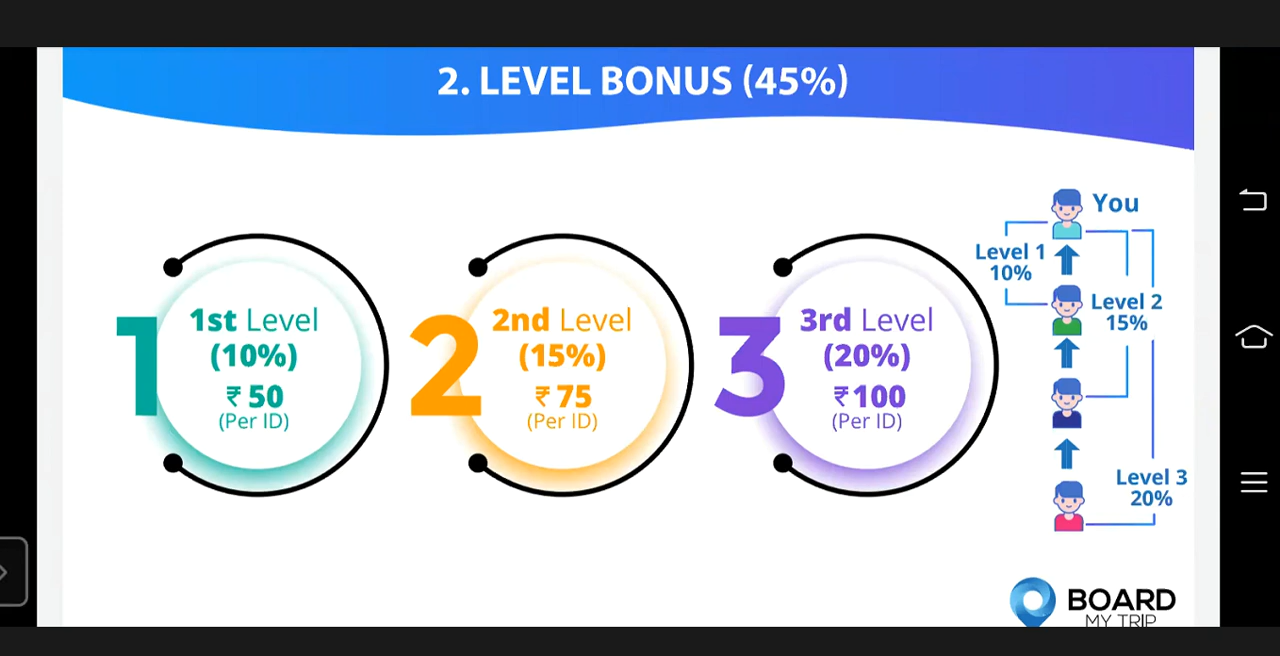 2. LEVEL BONUS (45%)
1
1st Level
(10%)
₹ 50
(Per ID)
2
2nd Level
(15%)
₹ 75
(Per ID)
3
3rd Level
(20%)
₹100
(Per ID)
You
Level 1
10%
Level 2
15%
Level 3
20%
BOARD
MY TRIP